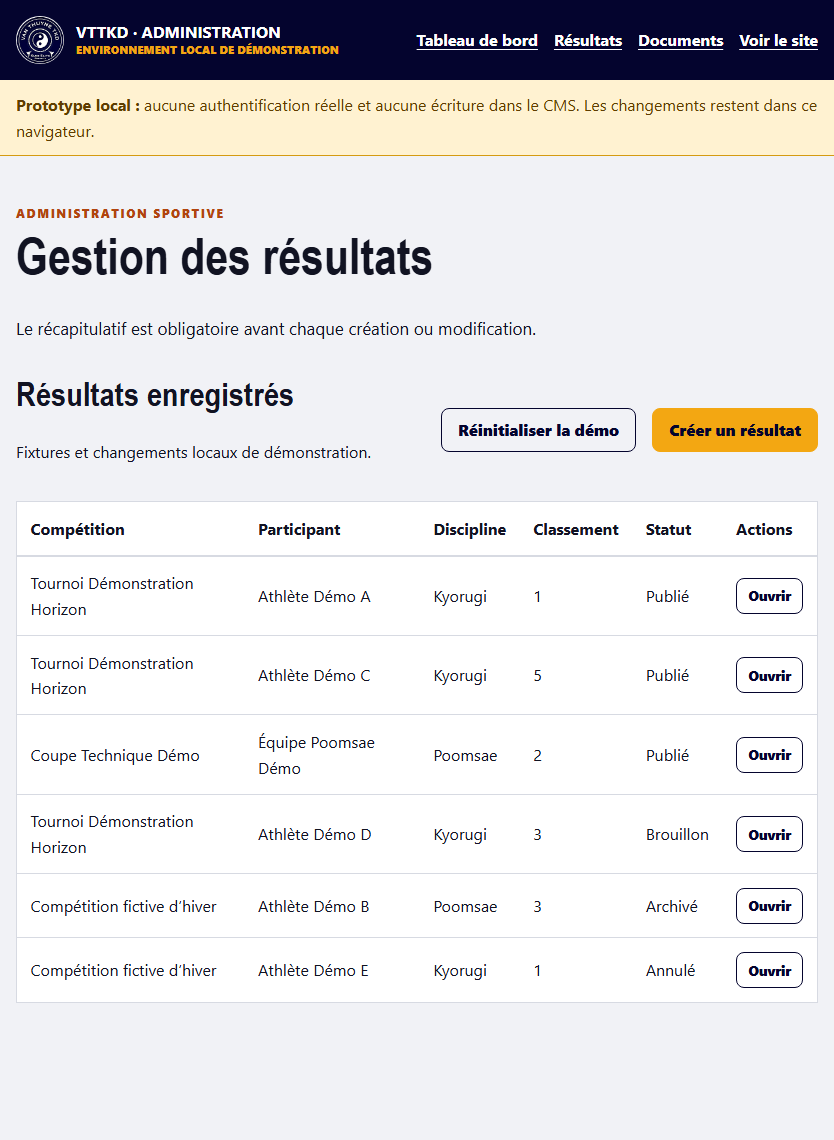 VTTKD · ADMINISTRATION
ENVIRONNEMENT LOCAL DE DÉMONSTRATION
Tableau de bord Résultats Documents Voir le site
Prototype local : aucune authentification réelle et aucune écriture dans le CMS. Les changements restent dans ce
navigateur.
ADMINISTRATION SPORTIVE
Gestion des résultats
Le récapitulatif est obligatoire avant chaque création ou modification.
Résultats enregistrés
Fixtures et changements locaux de démonstration.
Réinitialiser la démo Créer un résultat
Compétition Participant Discipline Classement Statut Actions
Tournoi Démonstration
Horizon
Athlète Démo A Kyorugi 1 Publié Ouvrir
Tournoi Démonstration
Horizon
Athlète Démo C Kyorugi 5 Publié Ouvrir
Coupe Technique Démo
Équipe Poomsae
Démo
Poomsae 2 Publié Ouvrir
Tournoi Démonstration
Horizon
Athlète Démo D Kyorugi 3 Brouillon Ouvrir
Compétition fictive d’hiver Athlète Démo B Poomsae 3 Archivé Ouvrir
Compétition fictive d’hiver Athlète Démo E Kyorugi 1 Annulé Ouvrir